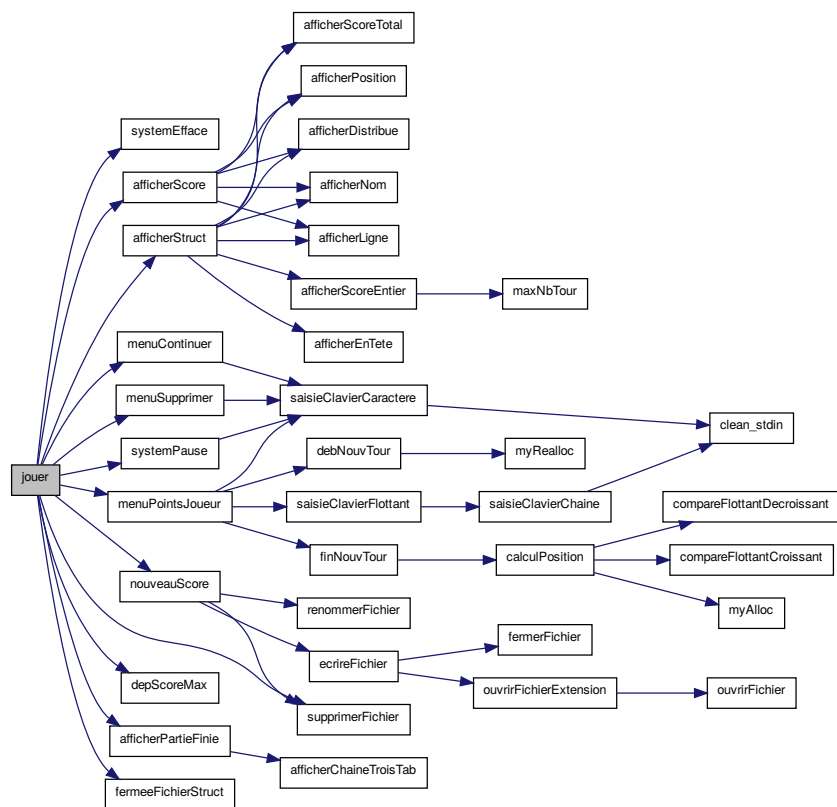 afficherScoreTotal
afficherPosition
systemEfface
afficherDistribue
afficherScore
afficherNom
afficherStruct
afficherLigne
afficherScoreEntier
maxNbTour
menuContinuer
afficherEnTete
menuSupprimer
saisieClavierCaractere
clean_stdin
systemPause
debNouvTour
myRealloc
jouer
menuPointsJoueur
saisieClavierFlottant
saisieClavierChaine
compareFlottantDecroissant
finNouvTour
calculPosition
compareFlottantCroissant
nouveauScore
renommerFichier
myAlloc
ecrireFichier
fermerFichier
depScoreMax
ouvrirFichierExtension
ouvrirFichier
supprimerFichier
afficherPartieFinie
afficherChaineTroisTab
fermeeFichierStruct